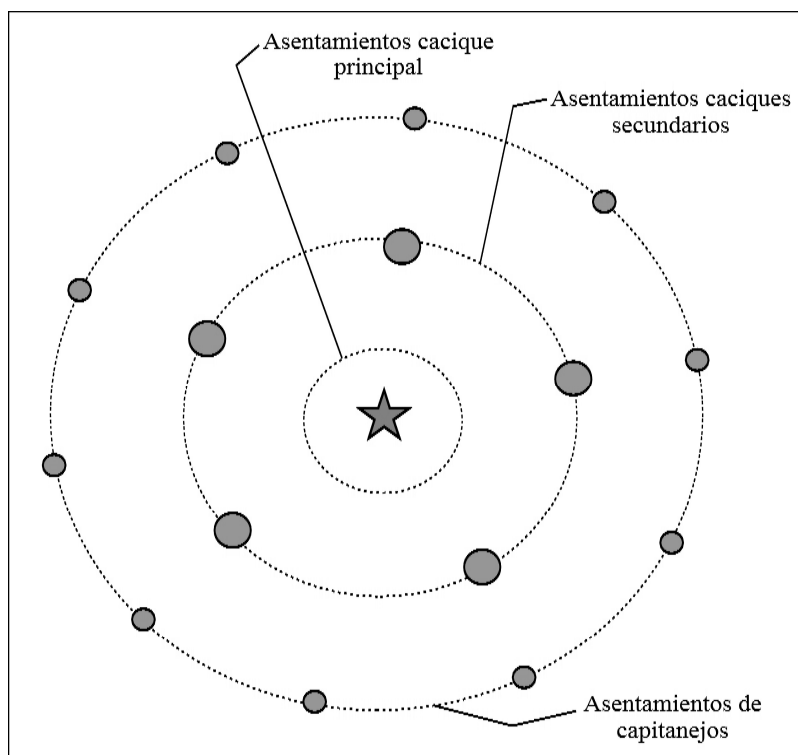 Asentamientos cacique
principal
Asentamientos caciques
secundarios
Asentamientos de
capitanejos